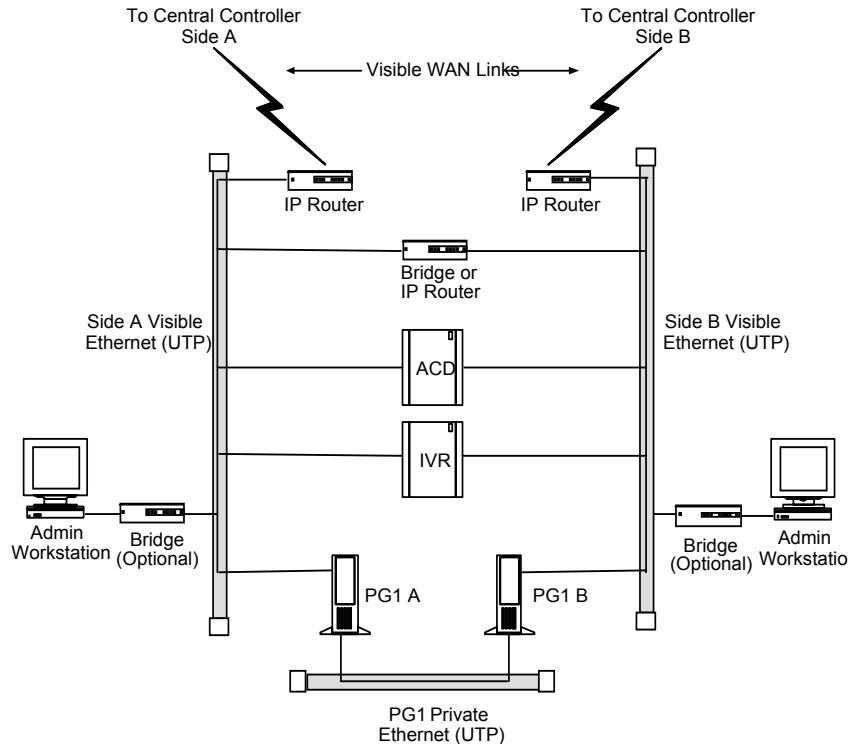 To Central Controller
Side A
To Central Controller
Side B
Visible WAN Links
IP Router
IP Router
Bridge or
IP Router
Side A Visible
Ethernet (UTP)
Side B Visible
Ethernet (UTP)
ACD
IVR
Admin
Workstation
Bridge
(Optional)
Bridge
(Optional)
Admin
Workstatio
PG1 A
PG1 B
PG1 Private
Ethernet (UTP)